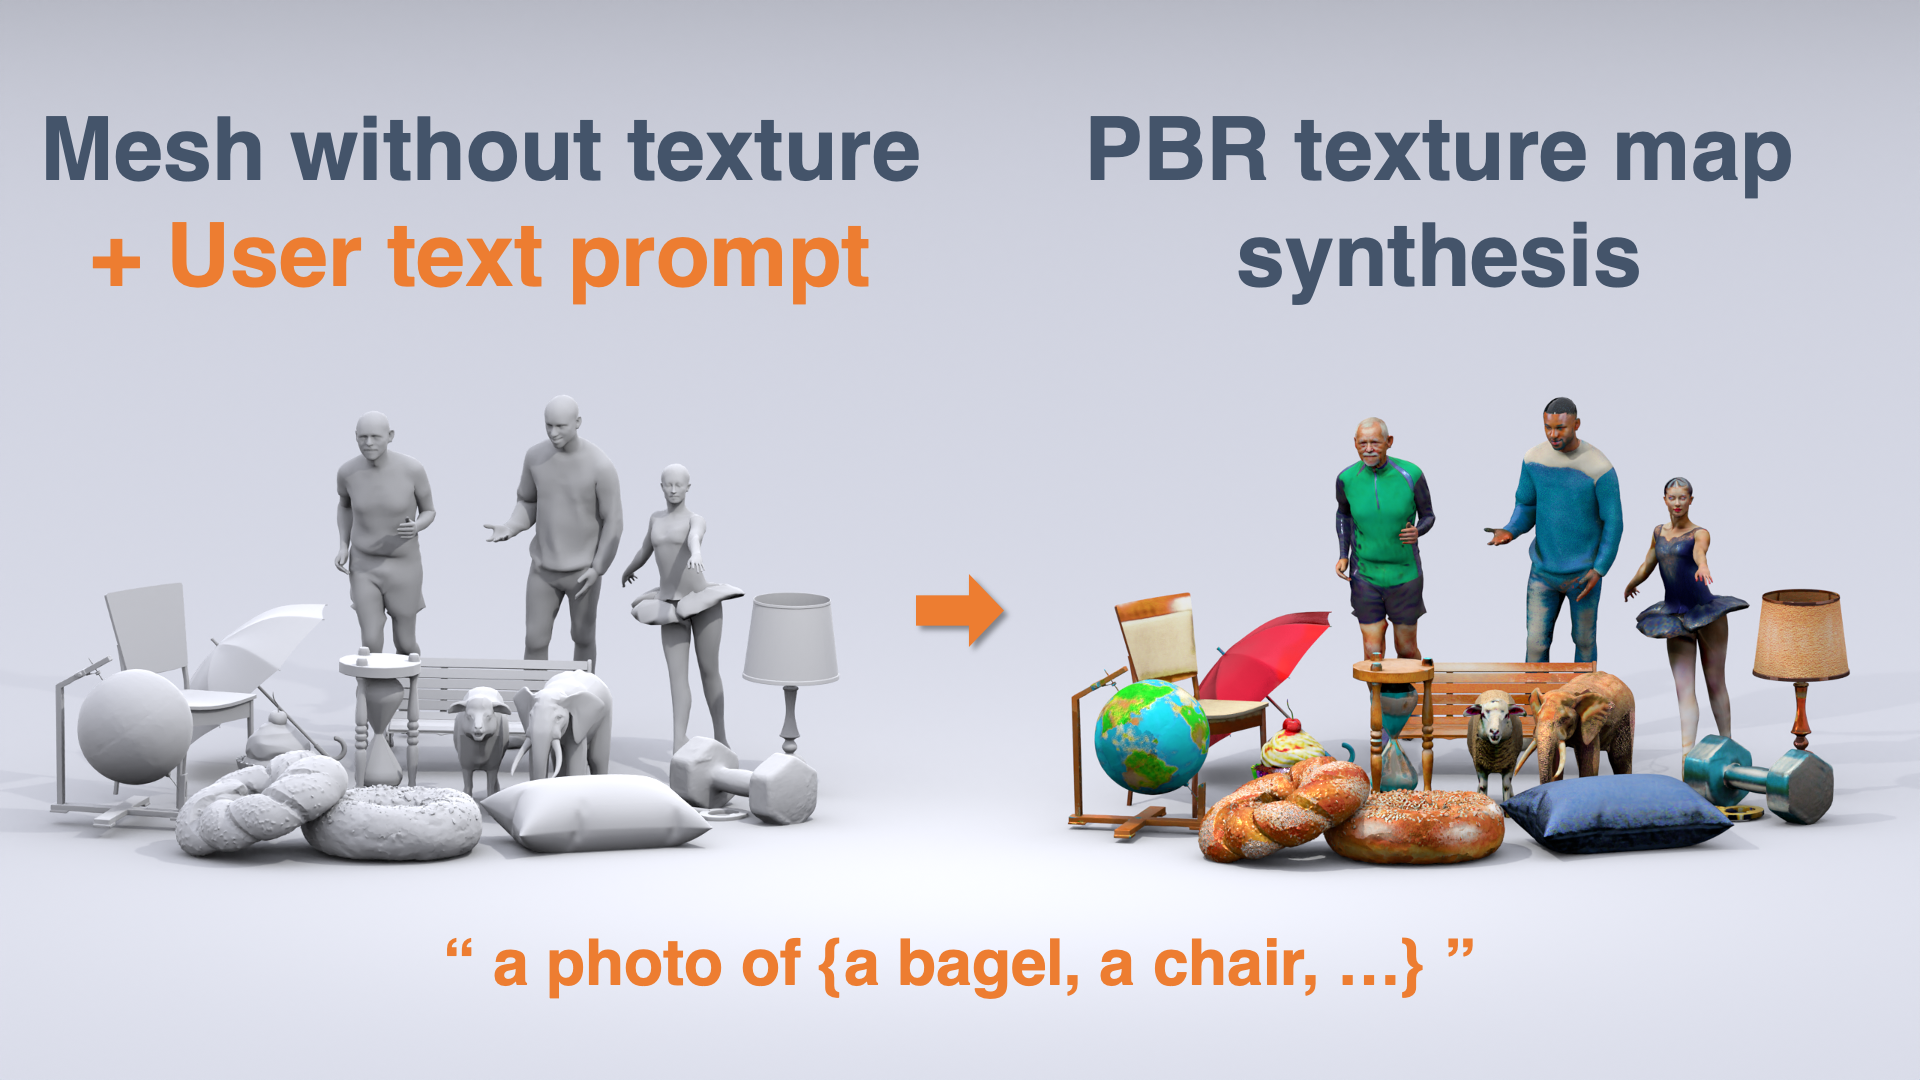 Mesh without texture
+ User text prompt
PBR texture map
synthesis
“ a photo of {a bagel, a chair, ...} ”